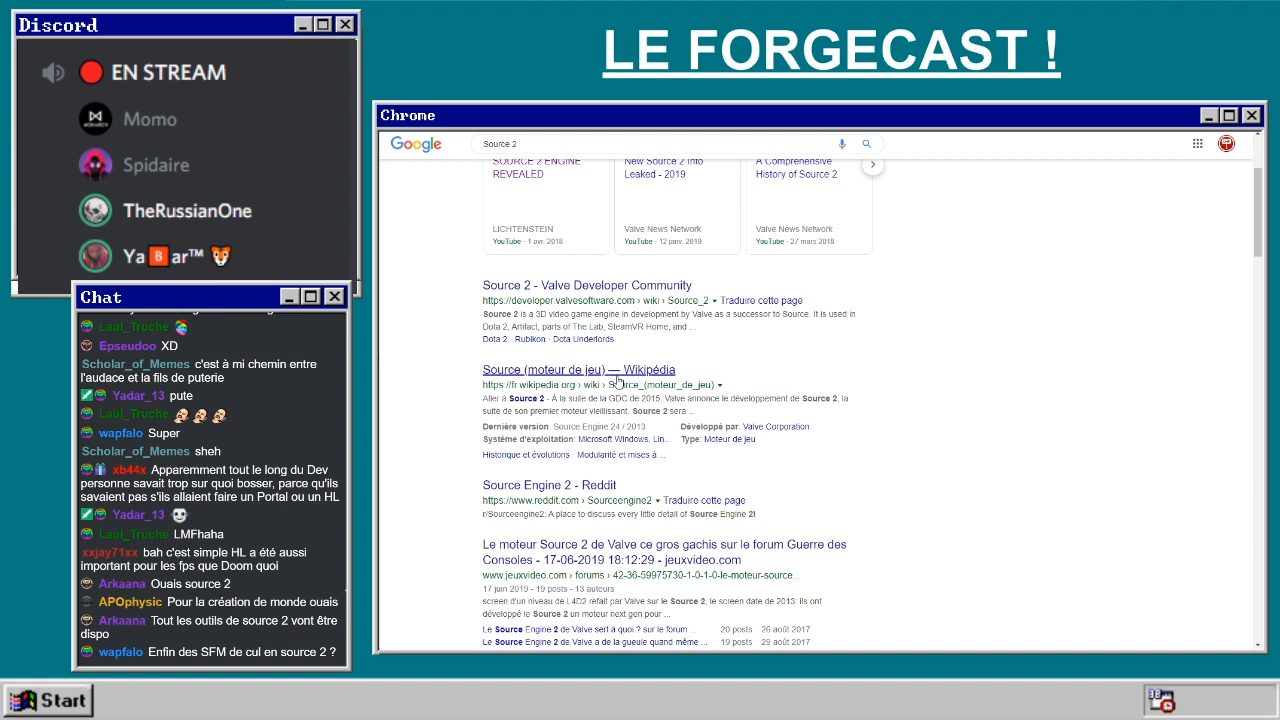 Discord
EN STREAM
Momo
Spidaire
TheRussianOne
Ya🅱ar™ 🐯
LE FORGECAST !
Chat
Laul_Truche
Epseudoo XD
Scholar_of_Memes c'est à mi chemin entre
l'audace et la fils de puterie
Yadar_13 pute
Laul_Truche
wapfalo Super
Scholar_of_Memes sheh
xb44x Apparemment tout le long du Dev
personne savait trop sur quoi bosser, parce qu'ils
savaient pas s'ils allaient faire un Portal ou un HL
Yadar_13
Laul_Truche LMFhaha
xxjay71xx bah c'est simple HL a été aussi
important pour les fps que Doom quoi
Arkaana Ouais source 2
APOphysic Pour la création de monde ouais
Arkaana Tout les outils de source 2 vont être
dispo
wapfalo Enfin des SFM de cul en source 2 ?
Chrome
Google
Source 2
SOURCE 2 ENGINE
REVEALED
LICHTENSTEIN
YouTube - 1 avr. 2018
New Source 2 Info
Leaked - 2019
Valve News Network
YouTube - 12 janv. 2019
A Comprehensive
History of Source 2
Valve News Network
YouTube - 27 mars 2018
Source 2 - Valve Developer Community
https://developer.valvesoftware.com › wiki › Source_2 ▾ Traduire cette page
Source 2 is a 3D video game engine in development by Valve as a successor to Source. It is used in
Dota 2, Artifact, parts of The Lab, SteamVR Home, and ...
Dota 2 · Rubikon · Dota Underlords
Source (moteur de jeu) — Wikipédia
https://fr.wikipedia.org › wiki › Source_(moteur_de_jeu) ▾
Aller à Source 2 - À la suite de la GDC de 2015, Valve annonce le développement de Source 2, la
suite de son premier moteur vieillissant. Source 2 sera ...
Dernière version: Source Engine 24 / 2013 Développé par: Valve Corporation
Système d'exploitation: Microsoft Windows, Lin... Type: Moteur de jeu
Historique et évolutions · Modularité et mises à ...
Source Engine 2 - Reddit
https://www.reddit.com › Sourceengine2 ▾ Traduire cette page
r/Sourceengine2: A place to discuss every little detail of Source Engine 2!
Le moteur Source 2 de Valve ce gros gachis sur le forum Guerre des
Consoles - 17-06-2019 18:12:29 - jeuxvideo.com
www.jeuxvideo.com › forums › 42-36-59975730-1-0-1-0-le-moteur-source...
17 juin 2019 - 19 posts - 13 auteurs
screen d'un niveau de L4D2 refait par Valve sur le Source 2, le screen date de 2013: ils ont
développé le Source 2 un moteur next gen pour ...
Le Source Engine 2 de Valve sert à quoi ? sur le forum ... 20 posts 26 août 2017
Le Source Engine 2 de Valve a de la gueule quand même ... 19 posts 29 août 2017
Start